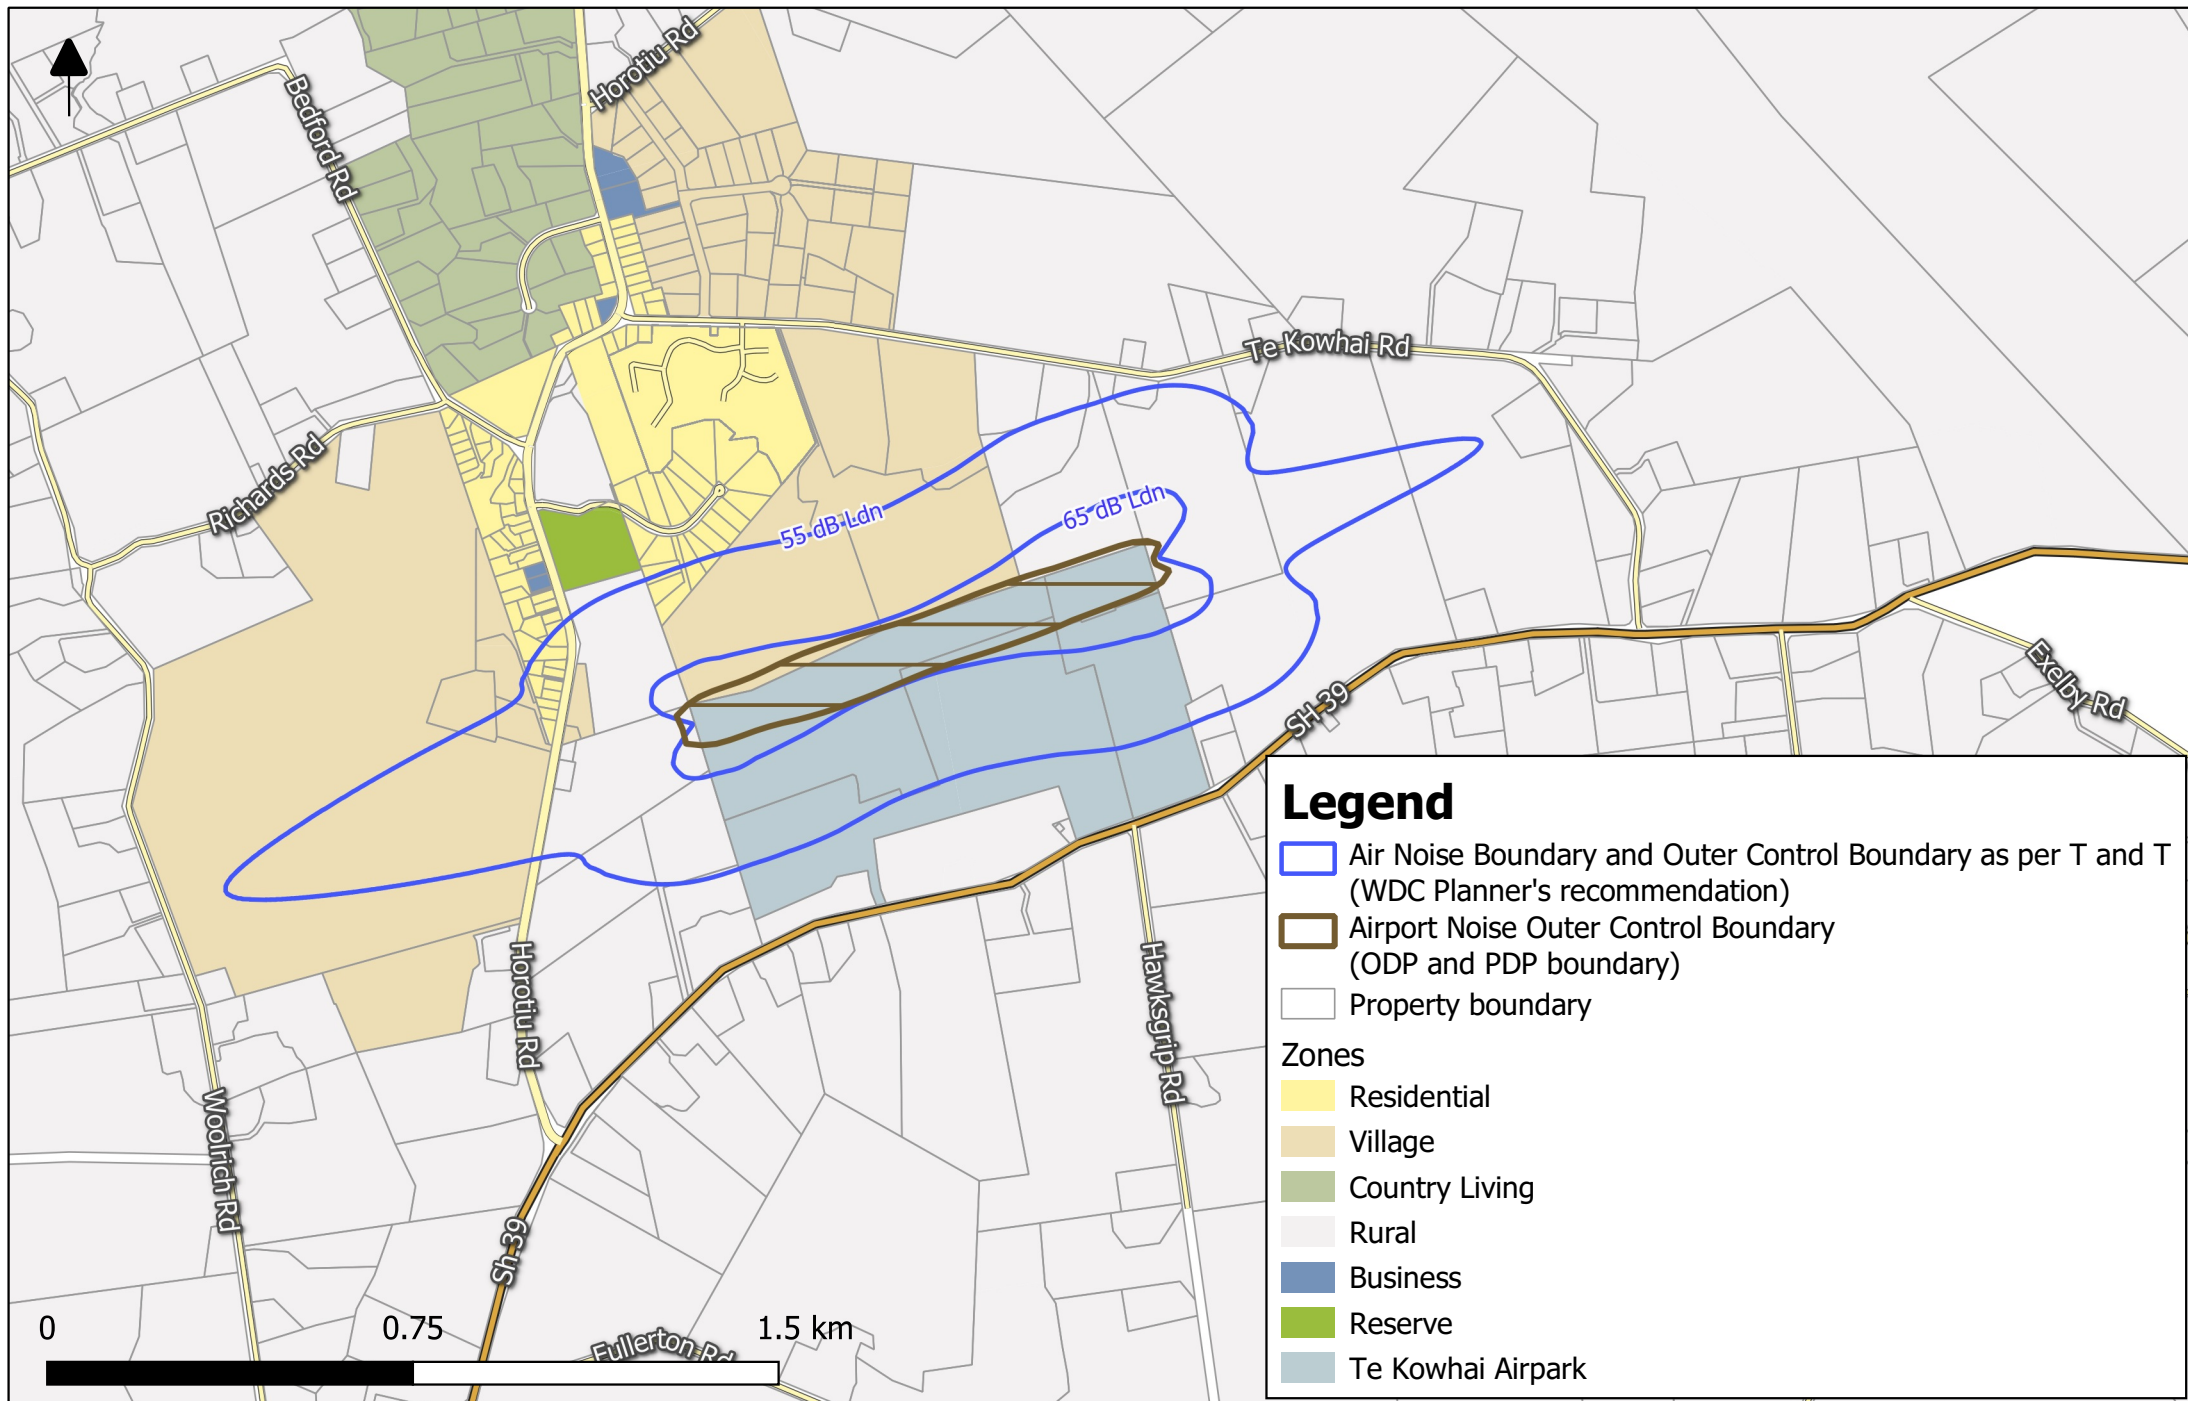 Horotiu Rd
Bedford Rd
Te Kowhai Rd
Richards Rd
55 dB Ldn
65 dB Ldn
SH 39
Exelby Rd
Horotiu Rd
Hawksgrip Rd
Woolrich Rd
Sh 39
Fullerton Rd
0 0.75 1.5 km
Legend
Air Noise Boundary and Outer Control Boundary as per T and T
(WDC Planner's recommendation)
Airport Noise Outer Control Boundary
(ODP and PDP boundary)
Property boundary
Zones
Residential
Village
Country Living
Rural
Business
Reserve
Te Kowhai Airpark